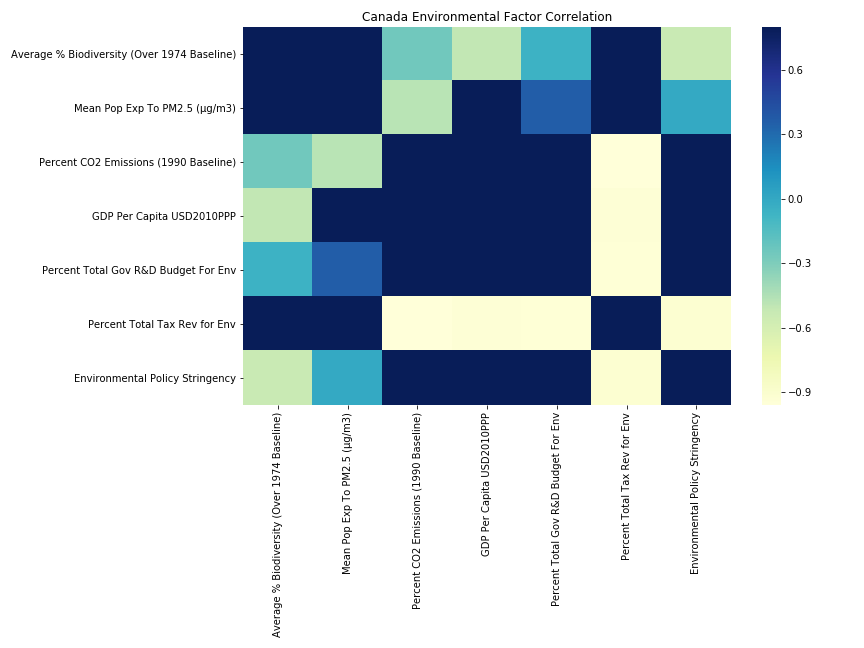 Canada Environmental Factor Correlation
Average % Biodiversity (Over 1974 Baseline)
Mean Pop Exp To PM2.5 (µg/m3)
Percent CO2 Emissions (1990 Baseline)
GDP Per Capita USD2010PPP
Percent Total Gov R&D Budget For Env
Percent Total Tax Rev for Env
Environmental Policy Stringency
0.6
0.3
0.0
−0.3
−0.6
−0.9
Average % Biodiversity (Over 1974 Baseline)
Mean Pop Exp To PM2.5 (µg/m3)
Percent CO2 Emissions (1990 Baseline)
GDP Per Capita USD2010PPP
Percent Total Gov R&D Budget For Env
Percent Total Tax Rev for Env
Environmental Policy Stringency